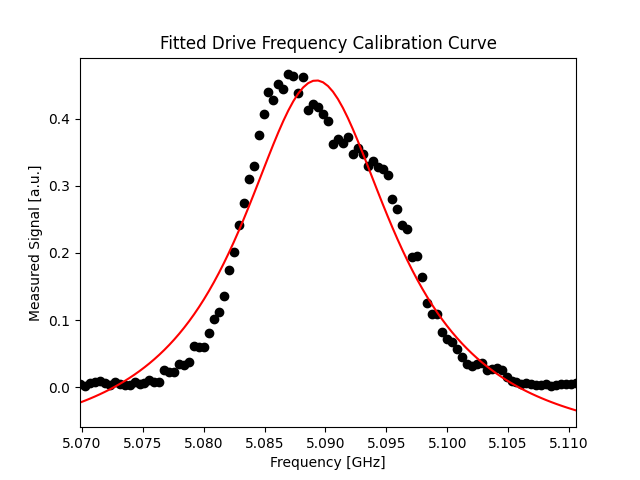 Fitted Drive Frequency Calibration Curve
Measured Signal [a.u.]
0.4
0.3
0.2
0.1
0.0
5.070 5.075 5.080 5.085 5.090 5.095 5.100 5.105 5.110
Frequency [GHz]